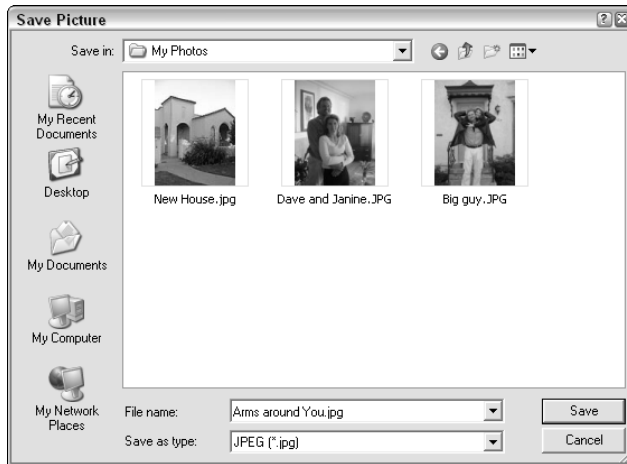 Save Picture
Save in:
My Photos
My Recent
Documents
Desktop
My Documents
My Computer
My Network
Places
New House.jpg
Dave and Janine.JPG
Big guy.JPG
File name:
Arms around You.jpg
Save
Save as type:
JPEG (*.jpg)
Cancel